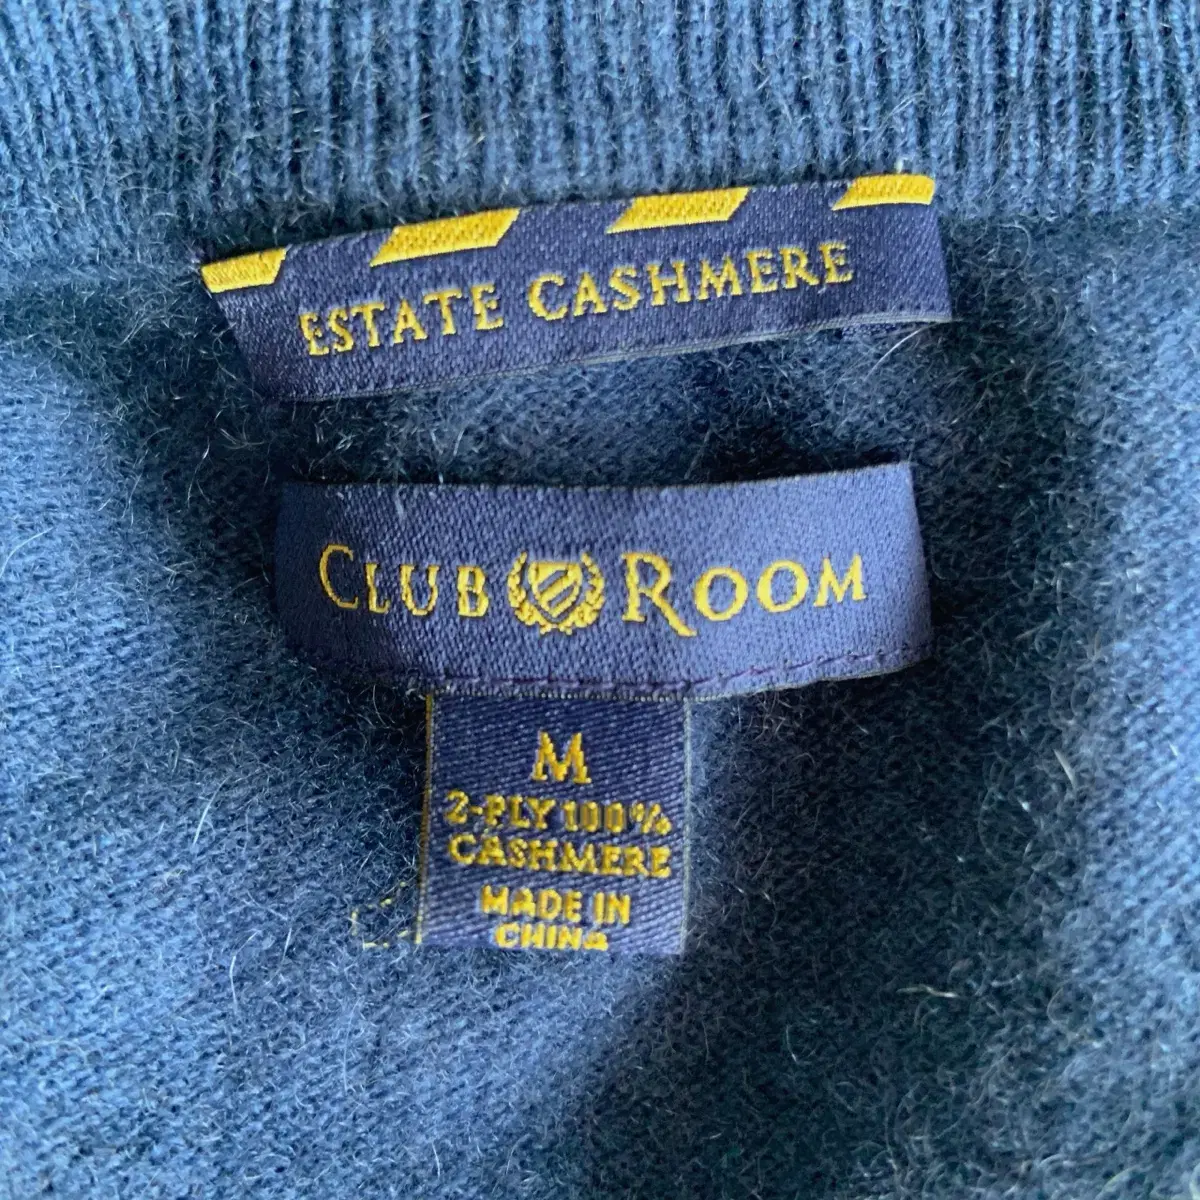 ESTATE CASHMERE
CLUB ROOM
M
2-PLY 100%
CASHMERE
MADE IN
CHINA